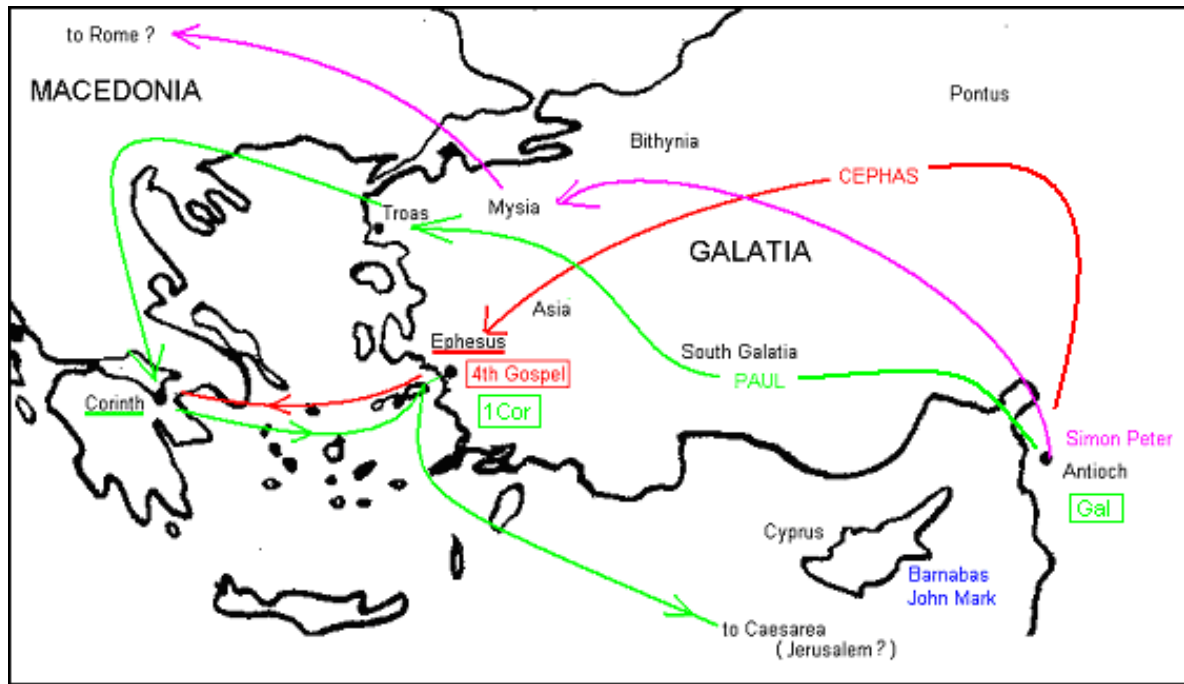 to Rome ?
MACEDONIA
Pontus
Bithynia
CEPHAS
Troas
Mysia
GALATIA
Asia
Ephesus
South Galatia
4th Gospel
PAUL
Corinth
1Cor
Simon Peter
Antioch
Gal
Cyprus
Barnabas
John Mark
to Caesarea
(Jerusalem ?)